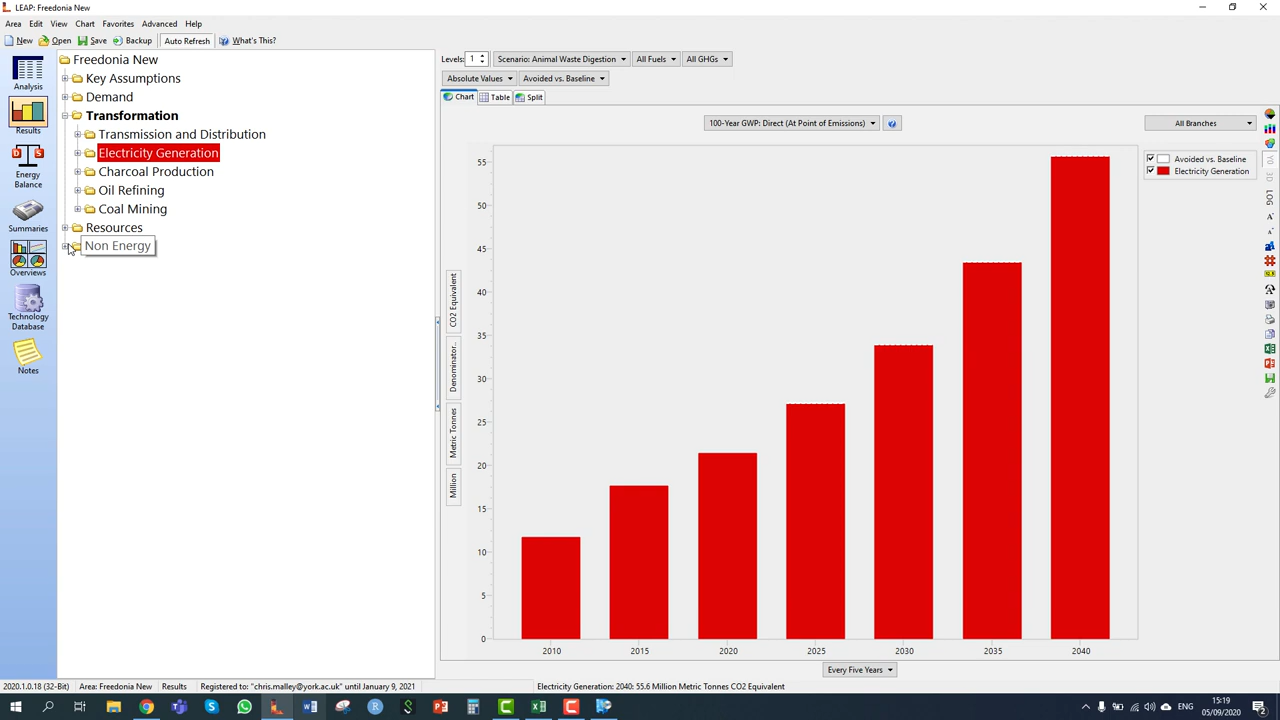 LEAP: Freedonia New
Area Edit View Chart Favorites Advanced Help
New Open Save Backup Auto Refresh What's This?
Analysis
Results
Energy
Balance
Summaries
Overviews
Technology
Database
Notes
Freedonia New
Key Assumptions
Demand
Transformation
Transmission and Distribution
Electricity Generation
Charcoal Production
Oil Refining
Coal Mining
Resources
Non Energy
Levels: 1 Scenario: Animal Waste Digestion All Fuels All GHGs
Absolute Values Avoided vs. Baseline
Chart Table Split
100-Year GWP: Direct (At Point of Emissions) All Branches
Avoided vs. Baseline
Electricity Generation
CO2 Equivalent
Denominator..
Metric Tonnes
Million
55
50
45
40
35
30
25
20
15
10
5
0
2010 2015 2020 2025 2030 2035 2040
Every Five Years
Y0
3D
LOG
2020.1.0.18 (32-Bit) Area: Freedonia New Results Registered to: "chris.malley@york.ac.uk" until January 9, 2021 Electricity Generation: 2040: 55.6 Million Metric Tonnes CO2 Equivalent
ENG 15:19
05/09/2020